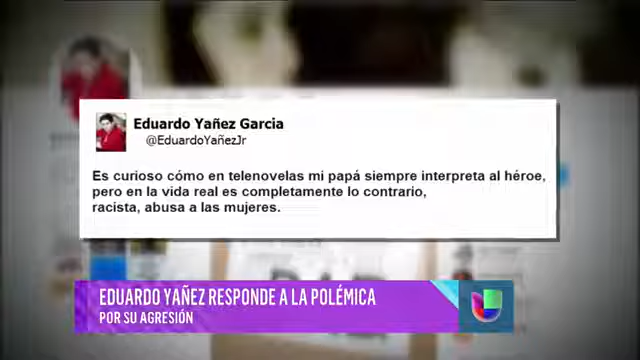 Eduardo Yañez Garcia
@EduardoYañezJr
Es curioso cómo en telenovelas mi papá siempre interpreta al héroe,
pero en la vida real es completamente lo contrario,
racista, abusa a las mujeres.
EDUARDO YAÑEZ RESPONDE A LA POLÉMICA
POR SU AGRESIÓN